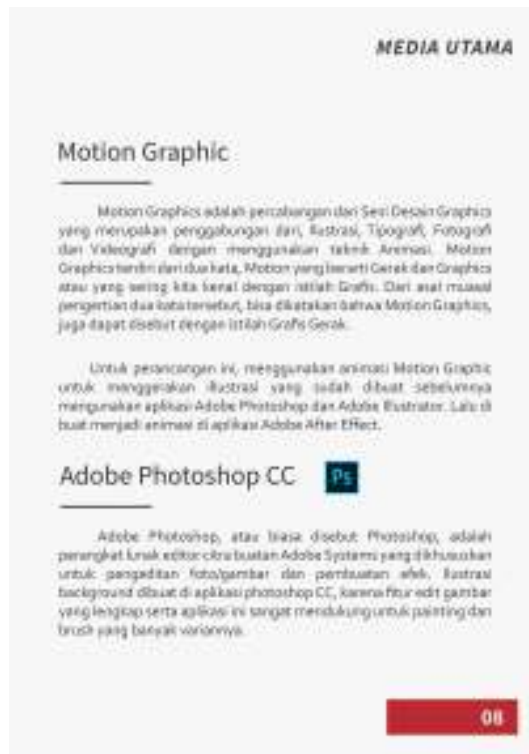 MEDIA UTAMA
Motion Graphic
Motion Graphics adalah percabangan dari Seni Desain Graphics
yang merupakan penggabungan dari, Ilustrasi, Tipografi, Fotografi
dan Videografi dengan menggunakan teknik Animasi. Motion
Graphics terdiri dari dua kata, Motion yang berarti Gerak dan Graphics
atau yang sering kita kenal dengan istilah Grafis. Dari asal muasal
pengertian dua kata tersebut, bisa dikatakan bahwa Motion Graphics,
juga dapat disebut dengan istilah Grafis Gerak.
Untuk perancangan ini, menggunakan animasi Motion Graphic
untuk menggerakan illustrasi yang sudah dibuat sebelumnya
mengunakan aplikasi Adobe Photoshop dan Adobe Illustrator. Lalu di
buat menjadi animasi di aplikasi Adobe After Effect.
Adobe Photoshop CC Ps
Adobe Photoshop, atau biasa disebut Photoshop, adalah
perangkat lunak editor citra buatan Adobe Systems yang dikhususkan
untuk pengeditan foto/gambar dan pembuatan efek. Ilustrasi
background dibuat di aplikasi photoshop CC, karena fitur edit gambar
yang lengkap serta aplikasi ini sangat mendukung untuk painting dan
brush yang banyak variannya.
08